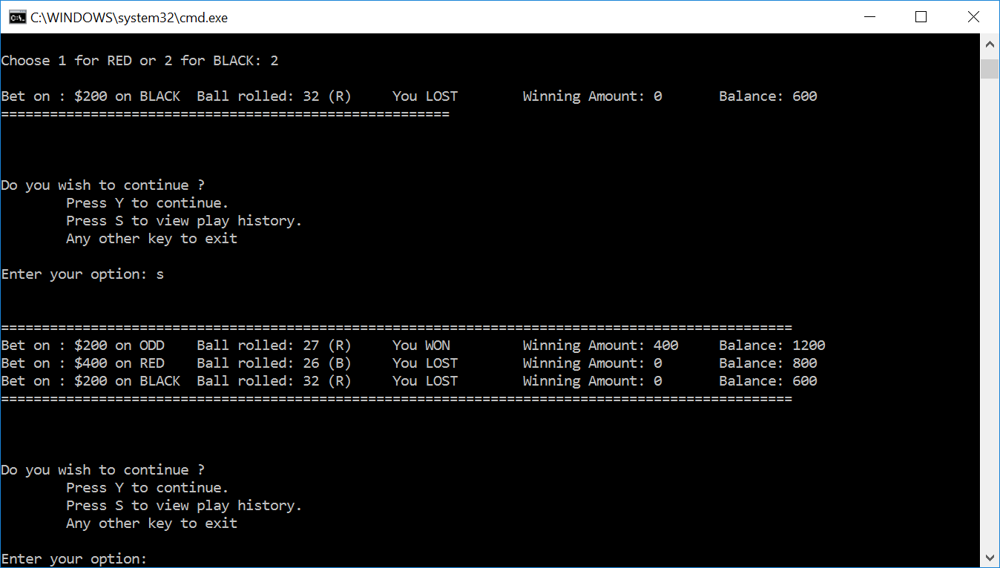 C:\WINDOWS\system32\cmd.exe
Choose 1 for RED or 2 for BLACK: 2
Bet on : $200 on BLACK  Ball rolled: 32 (R)     You LOST        Winning Amount: 0       Balance: 600
=======================================================
Do you wish to continue ?
        Press Y to continue.
        Press S to view play history.
        Any other key to exit
Enter your option: s
=================================================================================================
Bet on : $200 on ODD    Ball rolled: 27 (R)     You WON         Winning Amount: 400     Balance: 1200
Bet on : $400 on RED    Ball rolled: 26 (B)     You LOST        Winning Amount: 0       Balance: 800
Bet on : $200 on BLACK  Ball rolled: 32 (R)     You LOST        Winning Amount: 0       Balance: 600
=================================================================================================
Do you wish to continue ?
        Press Y to continue.
        Press S to view play history.
        Any other key to exit
Enter your option: